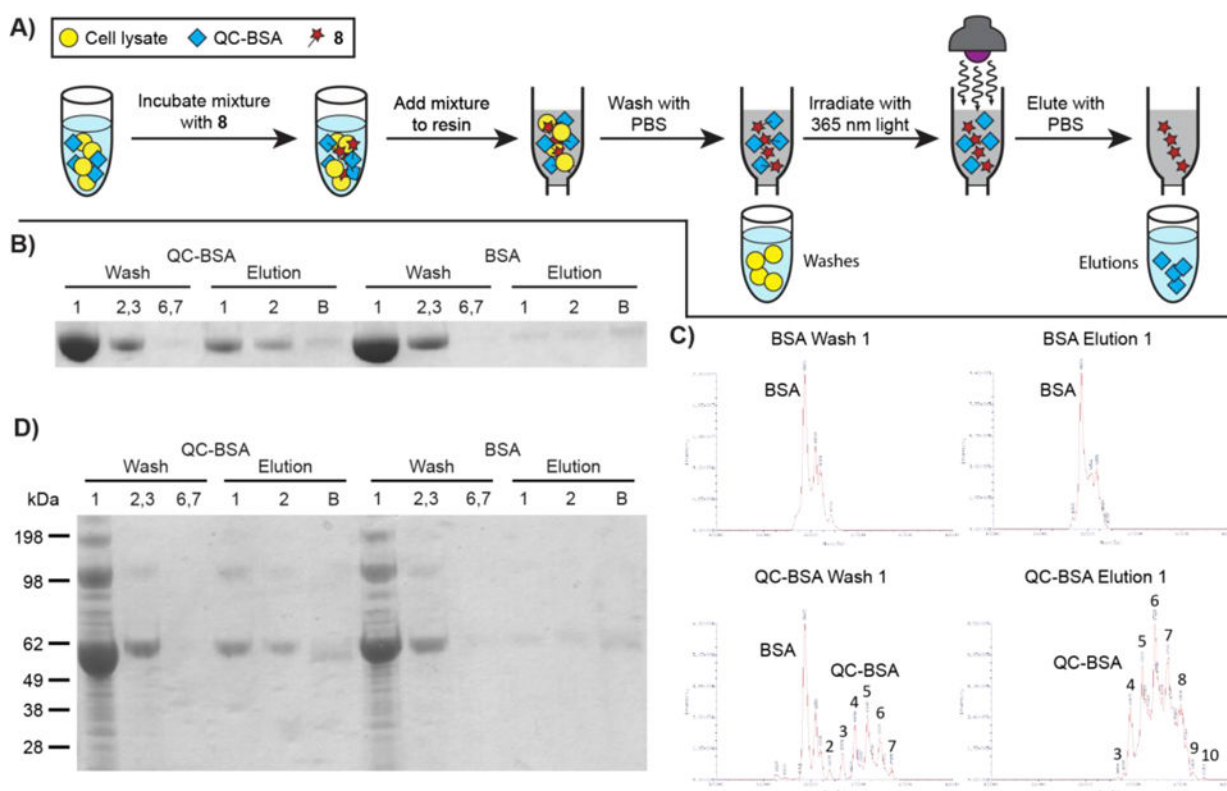 A)
Cell lysate QC-BSA 8
Incubate mixture
with 8
Add mixture
to resin
Wash with
PBS
Irradiate with
365 nm light
Elute with
PBS
Washes
Elutions
B)
QC-BSA BSA
Wash Elution Wash Elution
1 2,3 6,7 1 2 B 1 2,3 6,7 1 2 B
C)
BSA Wash 1 BSA Elution 1
BSA BSA
QC-BSA Wash 1 QC-BSA Elution 1
BSA
QC-BSA
2 3 4 5 6 7
QC-BSA
3 4 5 6 7 8 9 10
D)
QC-BSA BSA
Wash Elution Wash Elution
kDa 1 2,3 6,7 1 2 B 1 2,3 6,7 1 2 B
198
98
62
49
38
28